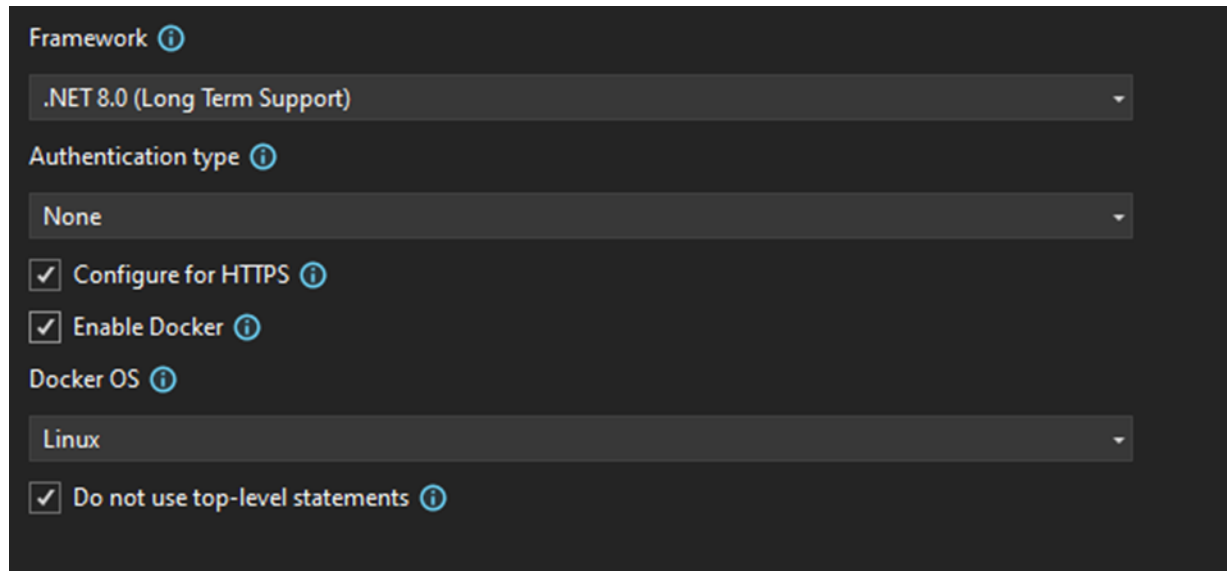 Framework
.NET 8.0 (Long Term Support)
Authentication type
None
Configure for HTTPS
Enable Docker
Docker OS
Linux
Do not use top-level statements